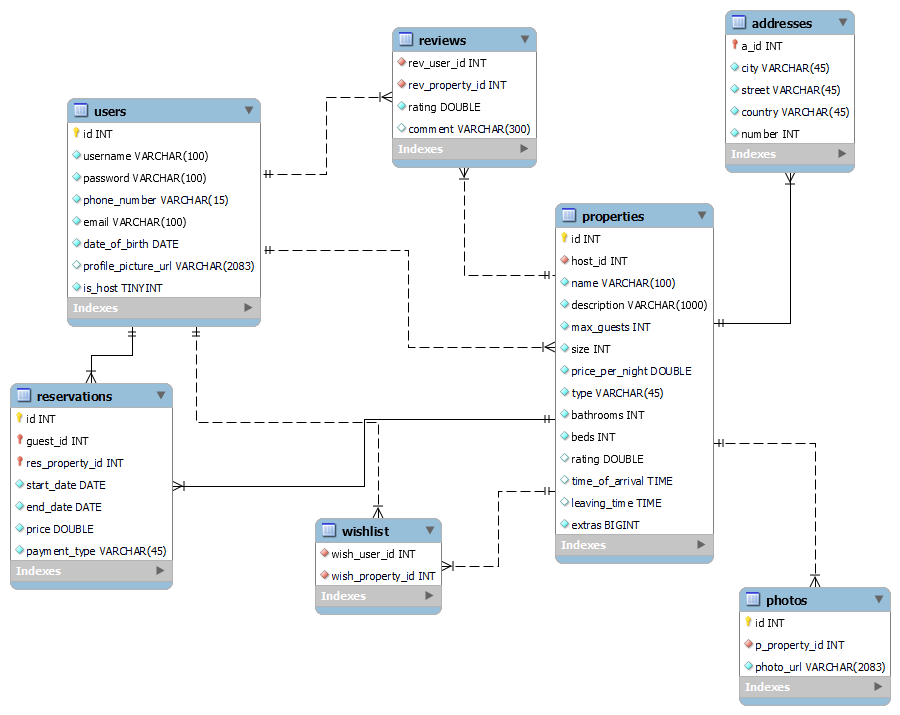 users
id INT
username VARCHAR(100)
password VARCHAR(100)
phone_number VARCHAR(15)
email VARCHAR(100)
date_of_birth DATE
profile_picture_url VARCHAR(2083)
is_host TINYINT
Indexes
reviews
rev_user_id INT
rev_property_id INT
rating DOUBLE
comment VARCHAR(300)
Indexes
addresses
a_id INT
city VARCHAR(45)
street VARCHAR(45)
country VARCHAR(45)
number INT
Indexes
properties
id INT
host_id INT
name VARCHAR(100)
description VARCHAR(1000)
max_guests INT
size INT
price_per_night DOUBLE
type VARCHAR(45)
bathrooms INT
beds INT
rating DOUBLE
time_of_arrival TIME
leaving_time TIME
extras BIGINT
Indexes
reservations
id INT
guest_id INT
res_property_id INT
start_date DATE
end_date DATE
price DOUBLE
payment_type VARCHAR(45)
Indexes
wishlist
wish_user_id INT
wish_property_id INT
Indexes
photos
id INT
p_property_id INT
photo_url VARCHAR(2083)
Indexes